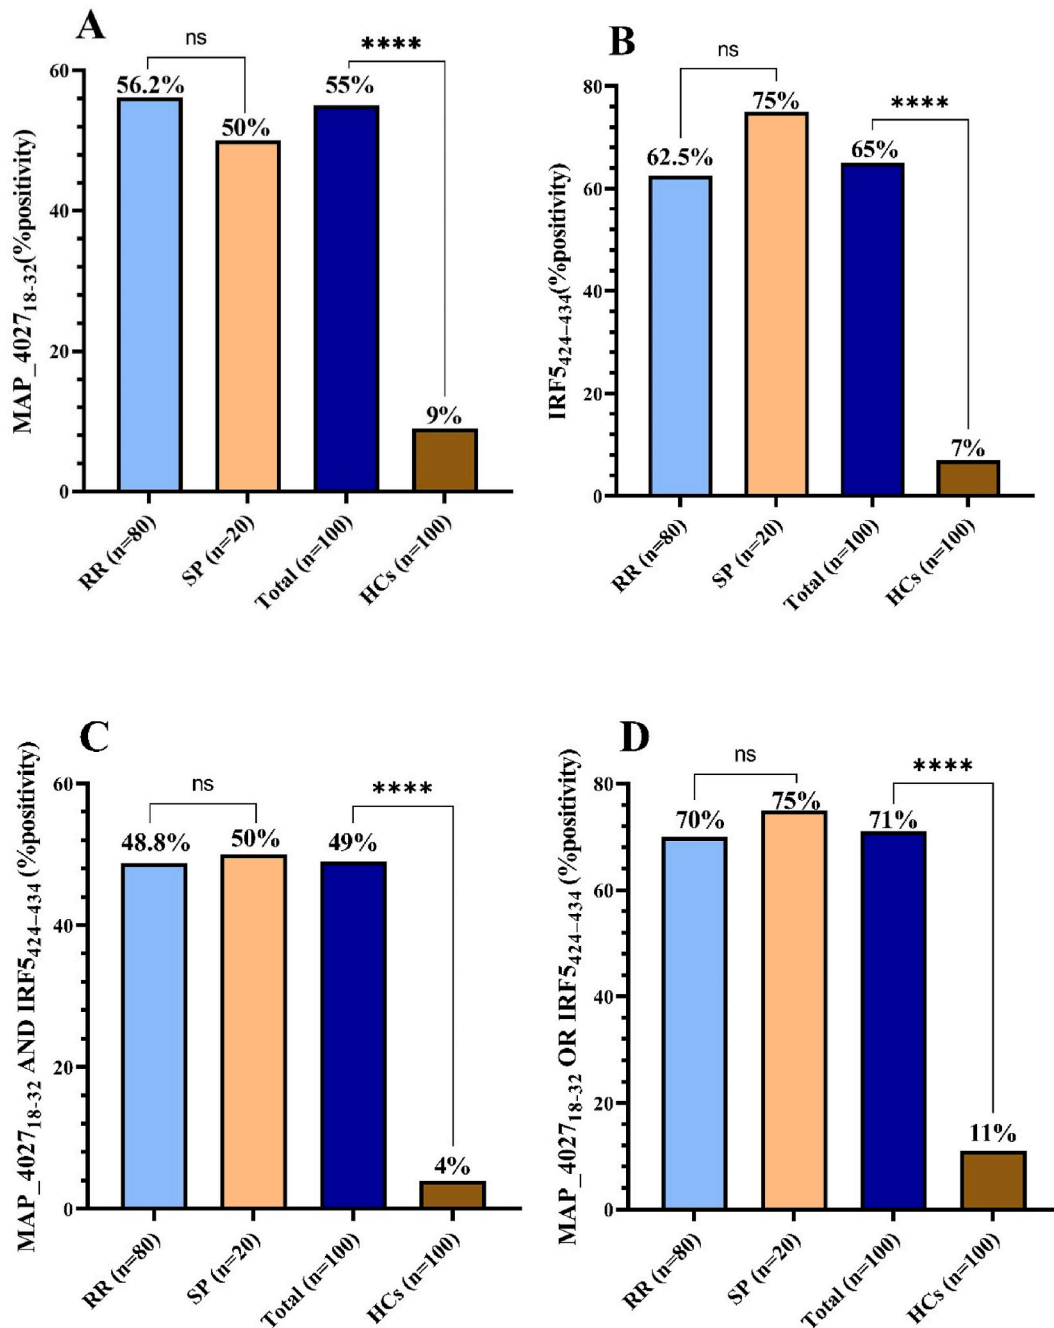 A
ns
****
MAP_4027₁₈₋₃₂(%positivity)
60
40
20
0
56.2%
50%
55%
9%
RR (n=80)
SP (n=20)
Total (n=100)
HCs (n=100)
B
ns
****
IRF5₄₂₄₋₄₃₄(%positivity)
80
60
40
20
0
62.5%
75%
65%
7%
RR (n=80)
SP (n=20)
Total (n=100)
HCs (n=100)
C
ns
****
MAP_4027₁₈₋₃₂ AND IRF5₄₂₄₋₄₃₄ (%positivity)
60
40
20
0
48.8%
50%
49%
4%
RR (n=80)
SP (n=20)
Total (n=100)
HCs (n=100)
D
ns
****
MAP_4027₁₈₋₃₂ OR IRF5₄₂₄₋₄₃₄ (%positivity)
80
60
40
20
0
70%
75%
71%
11%
RR (n=80)
SP (n=20)
Total (n=100)
HCs (n=100)